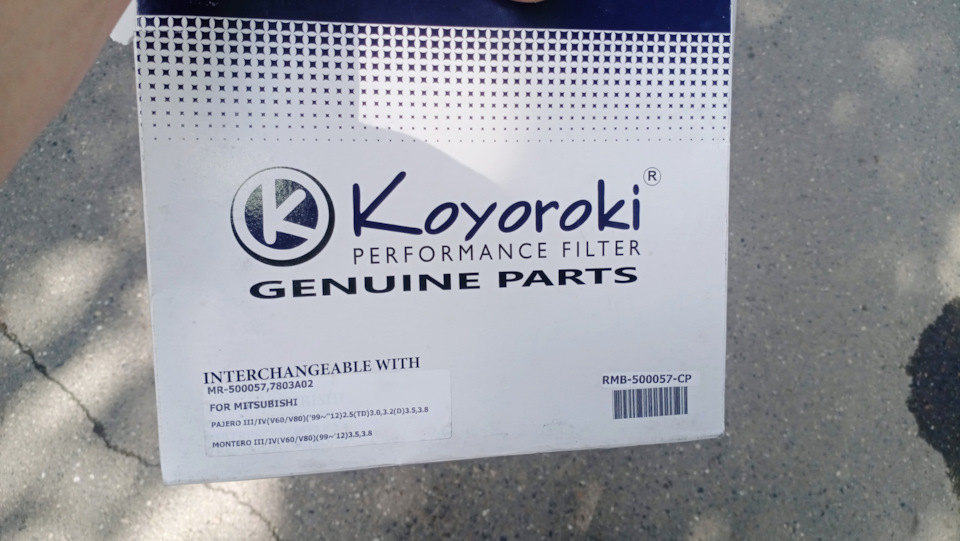 Koyoroki®
PERFORMANCE FILTER
GENUINE PARTS
INTERCHANGEABLE WITH
MR-500057,7803A02
FOR MITSUBISHI
PAJERO III/IV(V60/V80)('99~"12)2.5(TD)3.0,3.2(D)3.5,3.8
MONTERO III/IV(V60/V80)(99~'12)3.5,3.8
RMB-500057-CP